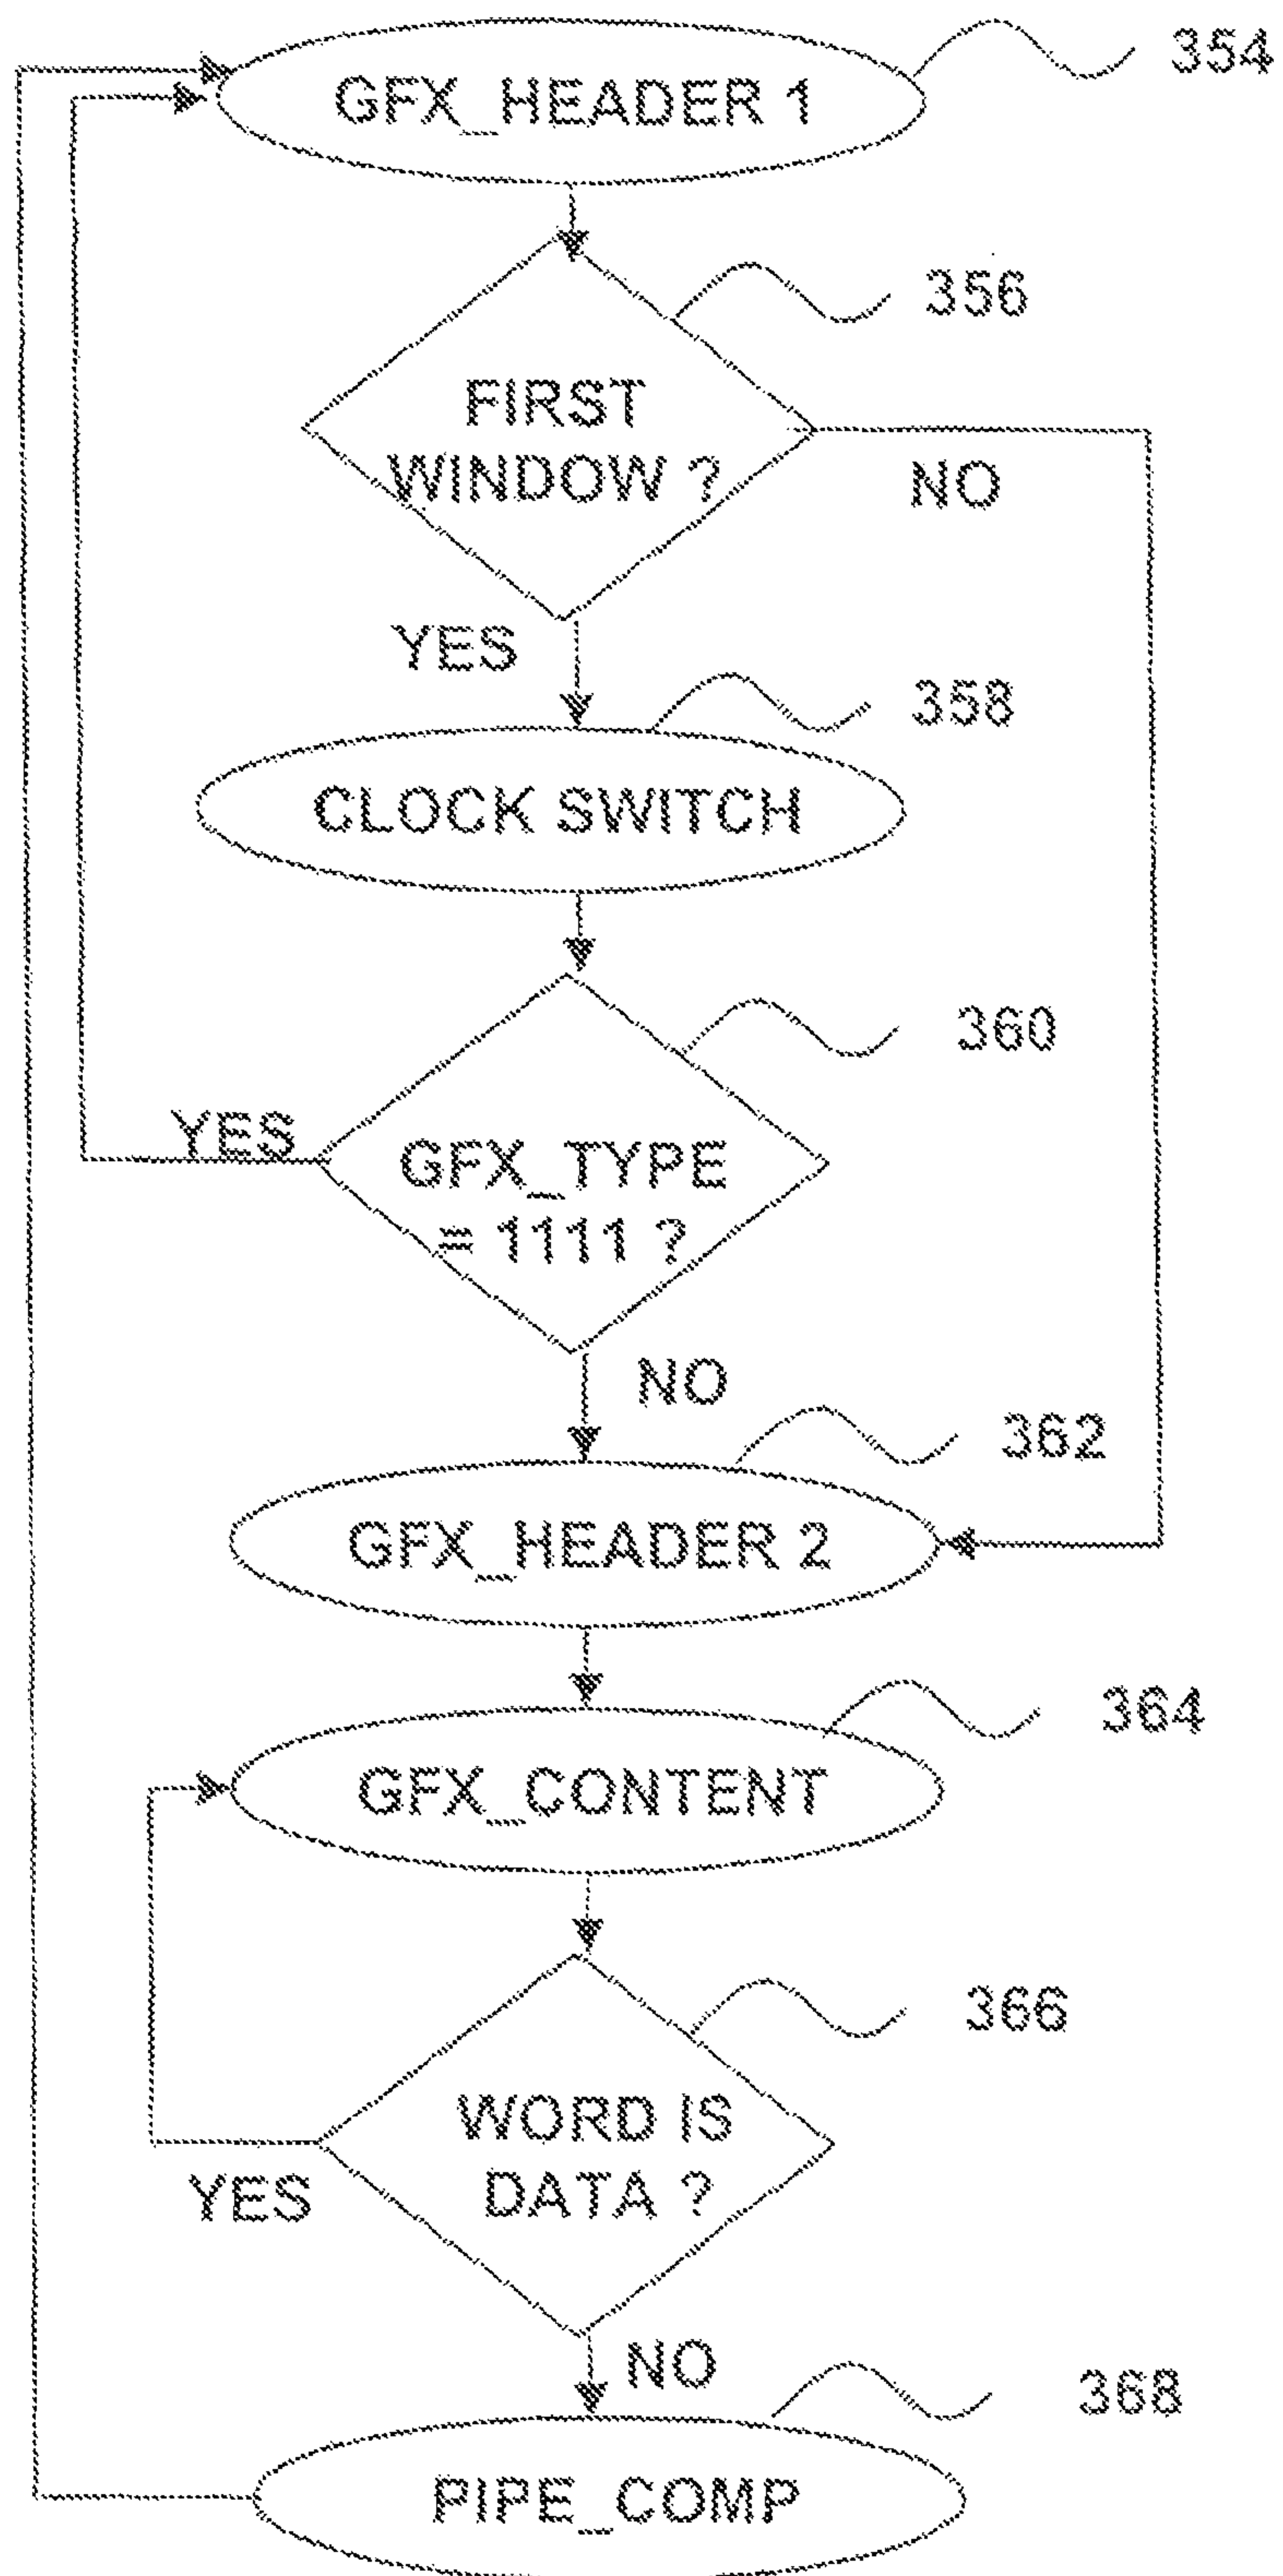 GFX_HEADER 1
354
356
FIRST
WINDOW ?
NO
YES
358
CLOCK SWITCH
360
YES
GFX_TYPE
= 1111 ?
NO
362
GFX_HEADER 2
364
GFX_CONTENT
366
WORD IS
DATA ?
YES
NO
368
PIPE_COMP